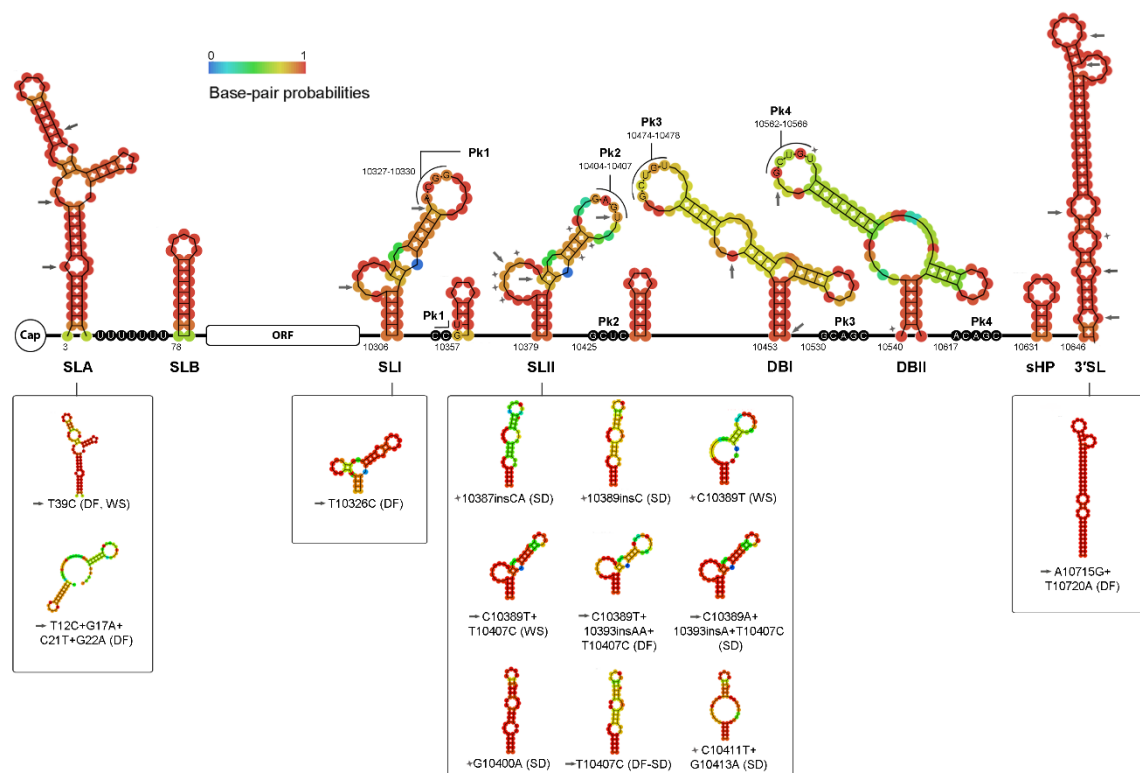 0 1
Base-pair probabilities
Pk1
10327-10330
A C G G
Pk2
10404-10407
G A G U
Pk3
10474-10478
G C U G U
Pk4
10562-10566
G C U G U
Cap
U U U U U U U
ORF
Pk1
C C
U G
Pk2
G C U C
Pk3
G C A G C
Pk4
A C A G C
3
78
10306
10357
10379
10425
10453
10530
10540
10617
10631
10646
SLA
SLB
SLI
SLII
DBI
DBII
sHP
3'SL
T39C (DF, WS)
T12C+G17A+
C21T+G22A (DF)
T10326C (DF)
+10387insCA (SD)
+10389insC (SD)
+C10389T (WS)
C10389T+
T10407C (WS)
C10389T+
10393insAA+
T10407C (DF)
C10389A+
10393insA+T10407C
(SD)
+G10400A (SD)
T10407C (DF-SD)
+C10411T+
G10413A (SD)
A10715G+
T10720A (DF)